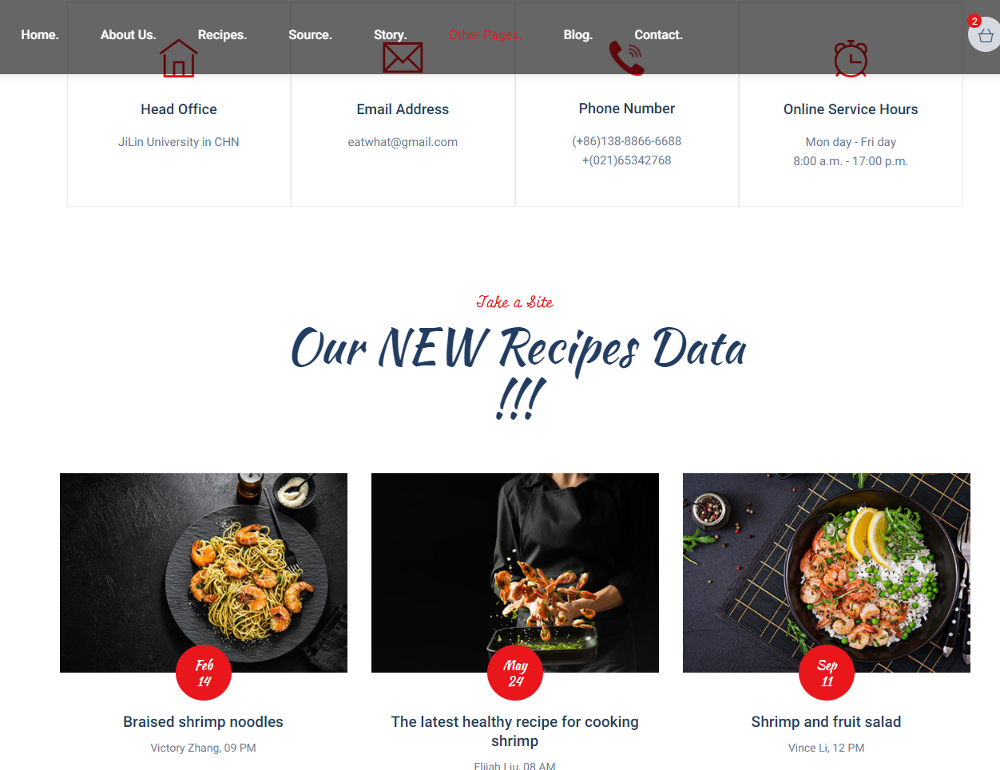 Home. About Us. Recipes. Source. Story. Other Pages. Blog. Contact.
2
Head Office
JiLin University in CHN
Email Address
eatwhat@gmail.com
Phone Number
(+86)138-8866-6688
+(021)65342768
Online Service Hours
Mon day - Fri day
8:00 a.m. - 17:00 p.m.
Take a Site
Our NEW Recipes Data
!!!
Feb
14
Braised shrimp noodles
Victory Zhang, 09 PM
May
24
The latest healthy recipe for cooking
shrimp
Elijah Liu, 08 AM
Sep
11
Shrimp and fruit salad
Vince Li, 12 PM